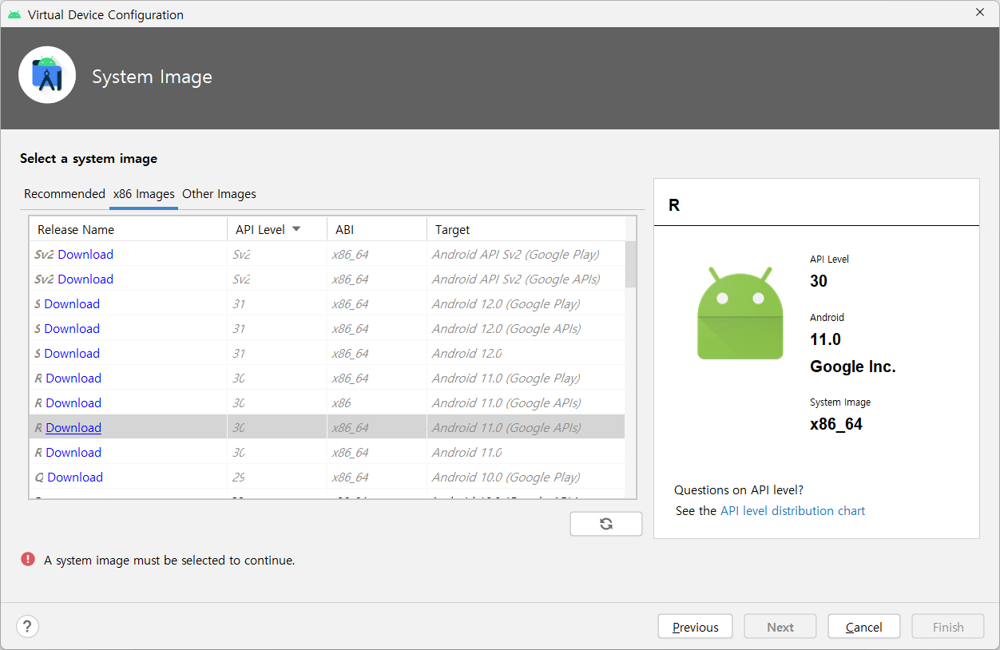 Virtual Device Configuration
System Image
Select a system image
Recommended x86 Images Other Images
Release Name API Level ABI Target
Sv2 Download Sv2 x86_64 Android API Sv2 (Google Play)
Sv2 Download Sv2 x86_64 Android API Sv2 (Google APIs)
S Download 31 x86_64 Android 12.0 (Google Play)
S Download 31 x86_64 Android 12.0 (Google APIs)
S Download 31 x86_64 Android 12.0
R Download 30 x86_64 Android 11.0 (Google Play)
R Download 30 x86 Android 11.0 (Google APIs)
R Download 30 x86_64 Android 11.0 (Google APIs)
R Download 30 x86_64 Android 11.0
Q Download 29 x86_64 Android 10.0 (Google Play)
R
API Level
30
Android
11.0
Google Inc.
System Image
x86_64
Questions on API level?
See the API level distribution chart
A system image must be selected to continue.
? Previous Next Cancel Finish